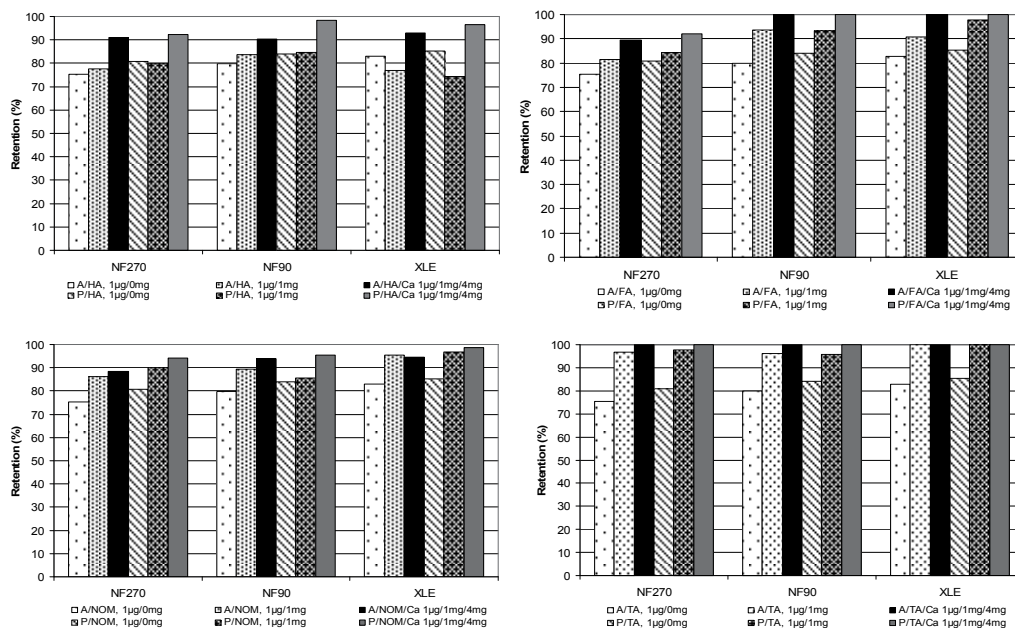 100
90
80
70
60
50
40
30
20
10
0
Retention (%)
NF270 NF90 XLE
A/HA, 1µg/0mg A/HA, 1µg/1mg A/HA/Ca 1µg/1mg/4mg
P/HA, 1µg/0mg P/HA, 1µg/1mg P/HA/Ca 1µg/1mg/4mg
100
90
80
70
60
50
40
30
20
10
0
Retention (%)
NF270 NF90 XLE
A/FA, 1µg/0mg A/FA, 1µg/1mg A/FA/Ca 1µg/1mg/4mg
P/FA, 1µg/0mg P/FA, 1µg/1mg P/FA/Ca 1µg/1mg/4mg
100
90
80
70
60
50
40
30
20
10
0
Retention (%)
NF270 NF90 XLE
A/NOM, 1µg/0mg A/NOM, 1µg/1mg A/NOM/Ca 1µg/1mg/4mg
P/NOM, 1µg/0mg P/NOM, 1µg/1mg P/NOM/Ca 1µg/1mg/4mg
100
90
80
70
60
50
40
30
20
10
0
Retention (%)
NF270 NF90 XLE
A/TA, 1µg/0mg A/TA, 1µg/1mg A/TA/Ca 1µg/1mg/4mg
P/TA, 1µg/0mg P/TA, 1µg/1mg P/TA/Ca 1µg/1mg/4mg